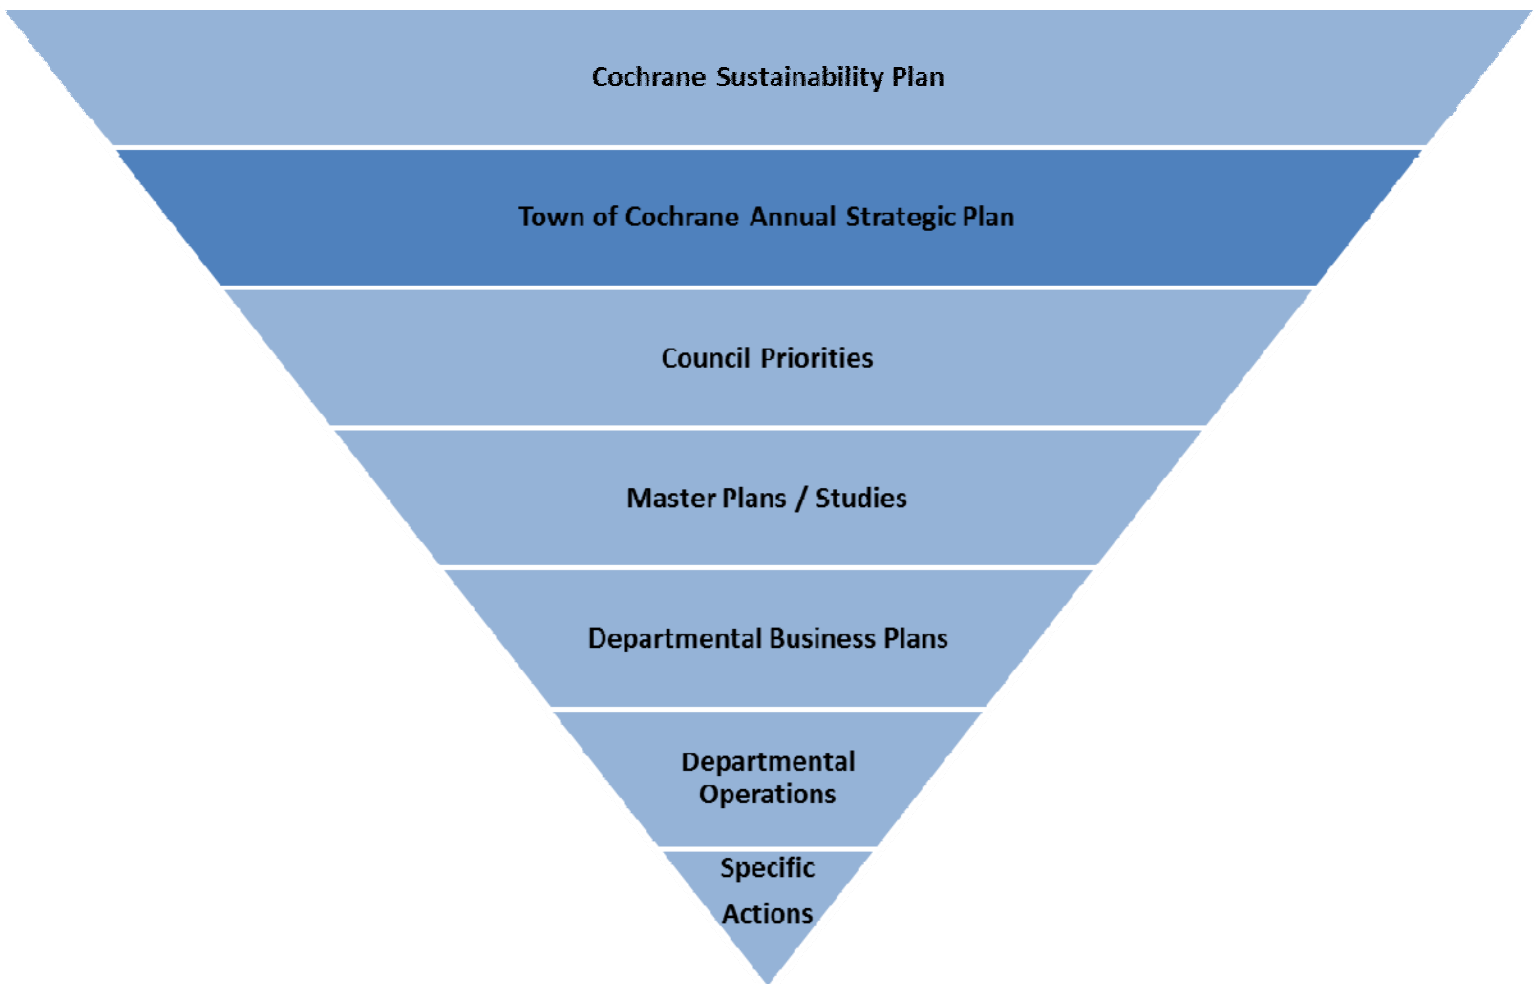 Cochrane Sustainability Plan
Town of Cochrane Annual Strategic Plan
Council Priorities
Master Plans / Studies
Departmental Business Plans
Departmental
Operations
Specific
Actions